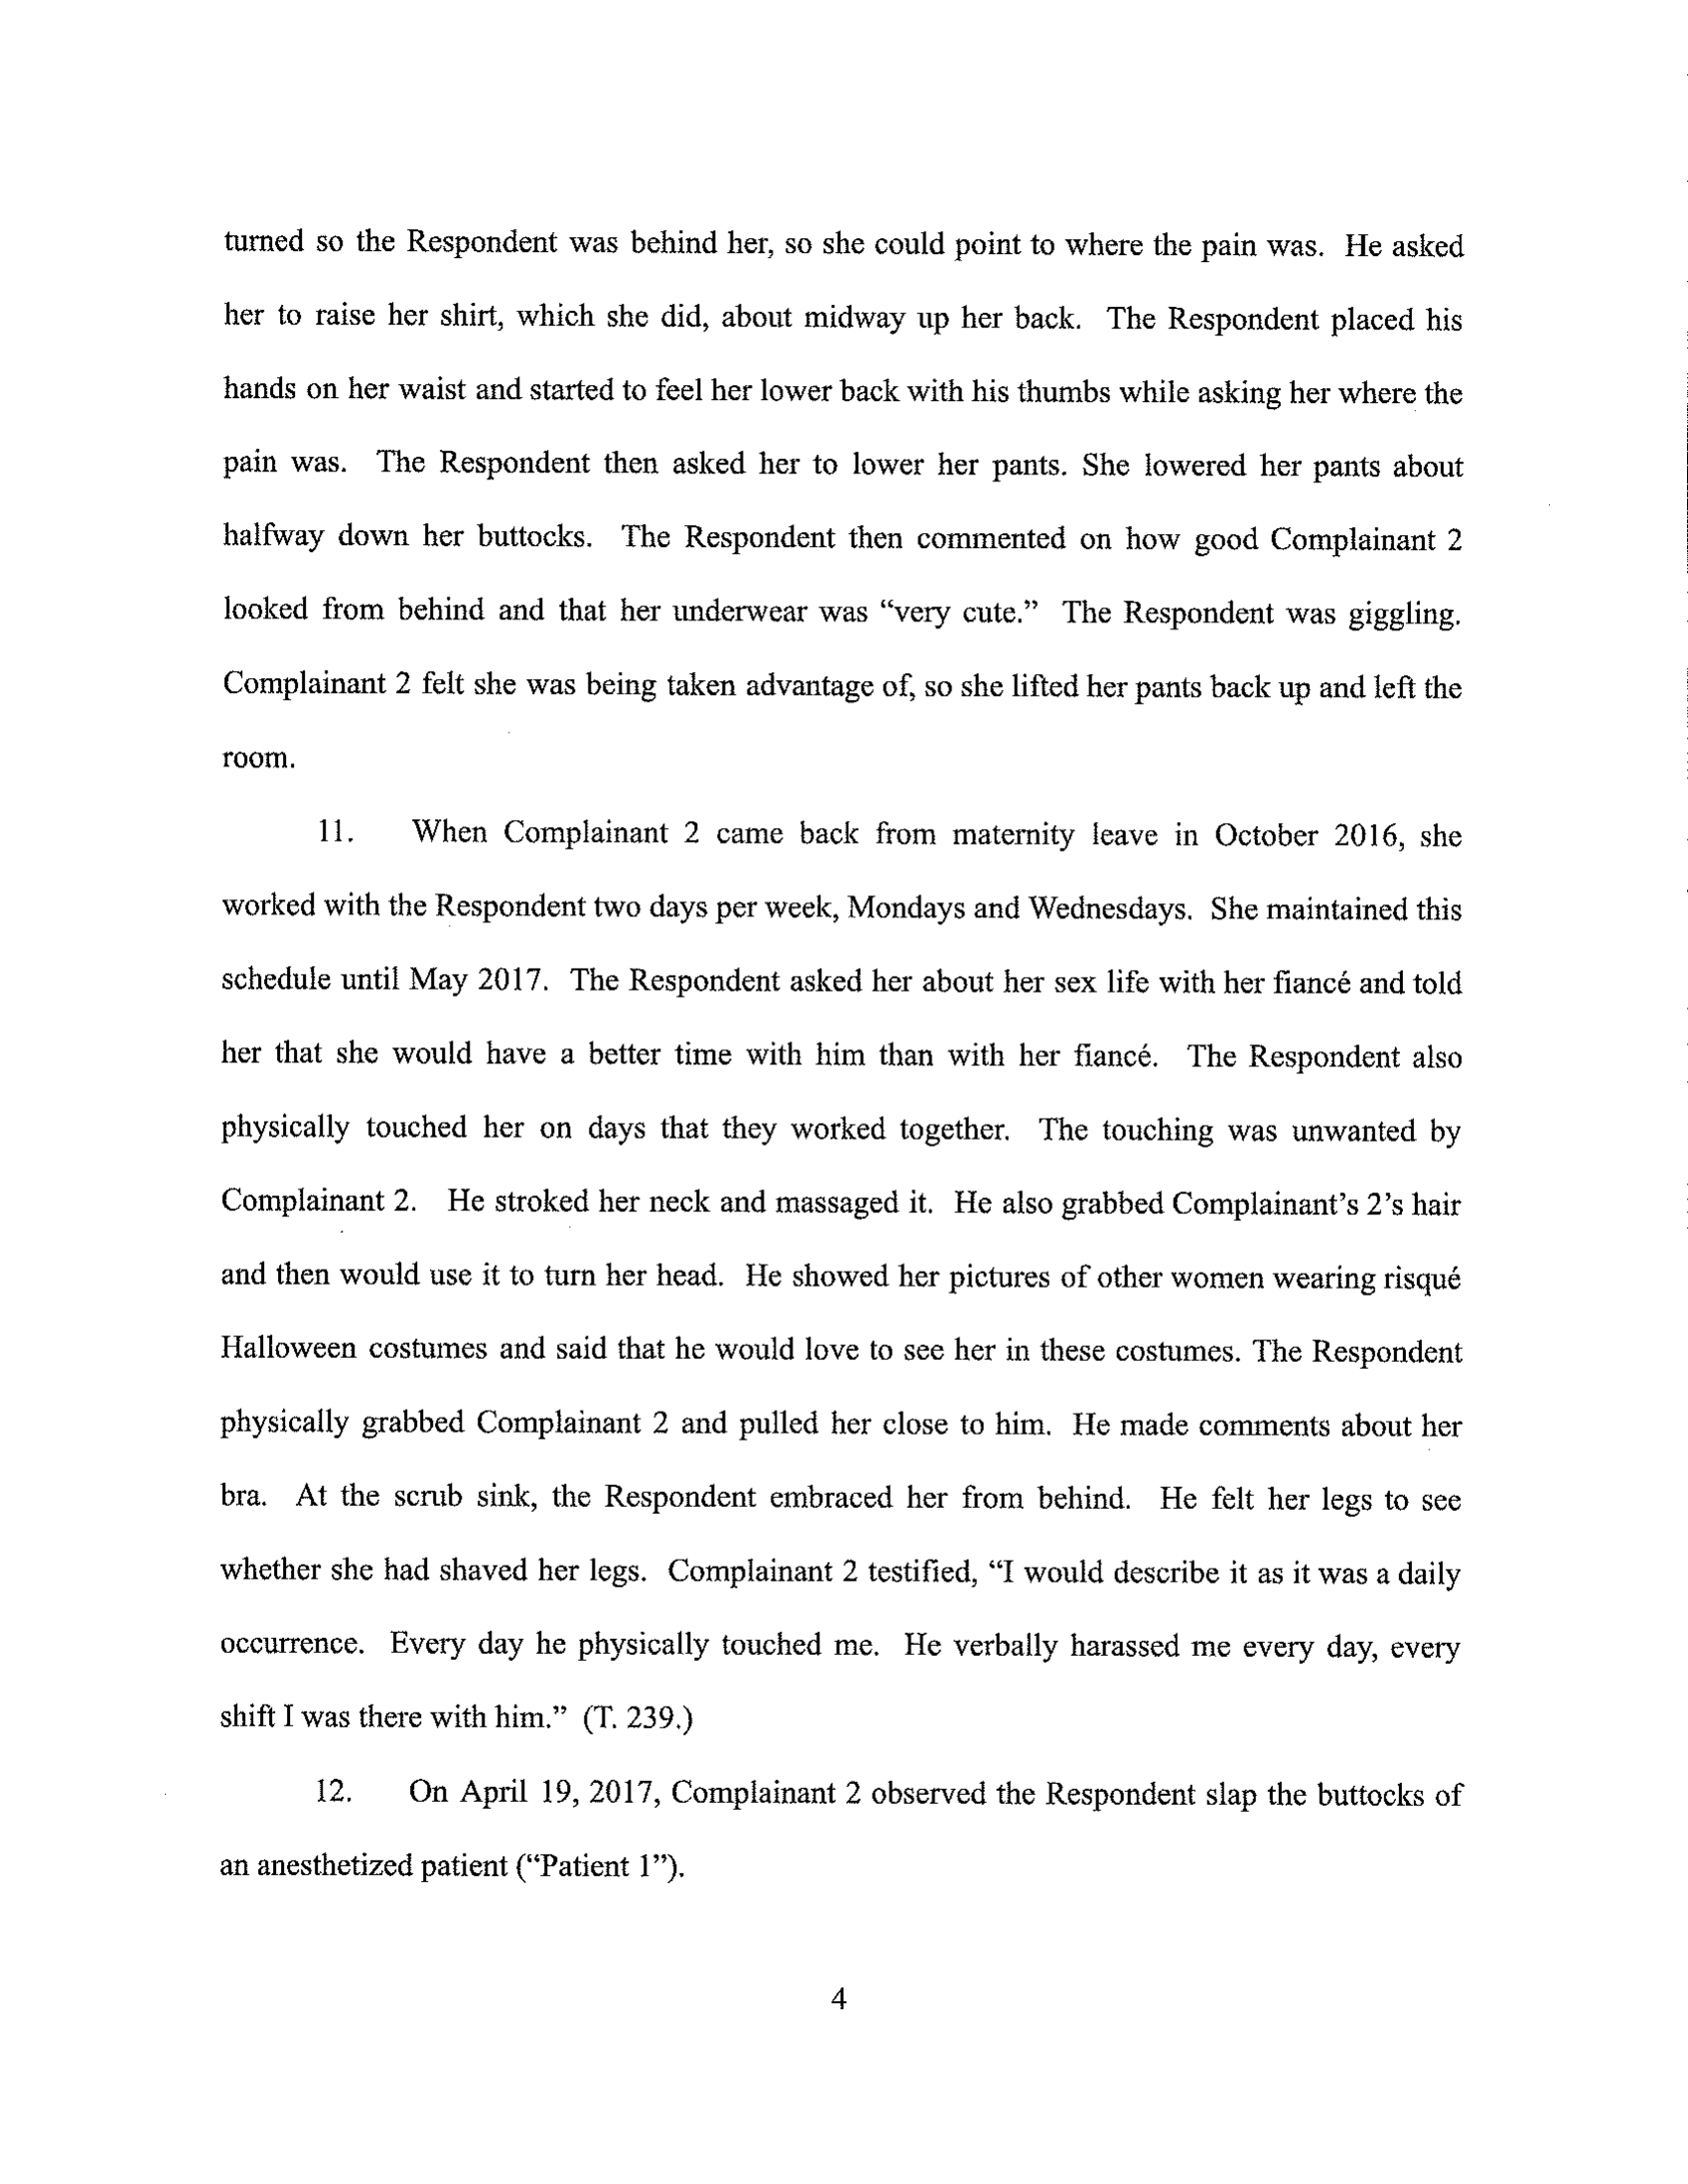 turned so the Respondent was behind her, so she could point to where the pain was. He asked
her to raise her shirt, which she did, about midway up her back. The Respondent placed his
hands on her waist and started to feel her lower back with his thumbs while asking her where the
pain was. The Respondent then asked her to lower her pants. She lowered her pants about
halfway down her buttocks. The Respondent then commented on how good Complainant 2
looked from behind and that her underwear was “very cute.” The Respondent was giggling.
Complainant 2 felt she was being taken advantage of, so she lifted her pants back up and left the
room.
11. When Complainant 2 came back from maternity leave in October 2016, she
worked with the Respondent two days per week, Mondays and Wednesdays. She maintained this
schedule until May 2017. The Respondent asked her about her sex life with her fiancé and told
her that she would have a better time with him than with her fiancé. The Respondent also
physically touched her on days that they worked together. The touching was unwanted by
Complainant 2. He stroked her neck and massaged it. He also grabbed Complainant’s 2’s hair
and then would use it to turn her head. He showed her pictures of other women wearing risqué
Halloween costumes and said that he would love to see her in these costumes. The Respondent
physically grabbed Complainant 2 and pulled her close to him. He made comments about her
bra. At the scrub sink, the Respondent embraced her from behind. He felt her legs to see
whether she had shaved her legs. Complainant 2 testified, “I would describe it as it was a daily
occurrence. Every day he physically touched me. He verbally harassed me every day, every
shift I was there with him.” (T. 239.)
12. On April 19, 2017, Complainant 2 observed the Respondent slap the buttocks of
an anesthetized patient (“Patient 1”).
4